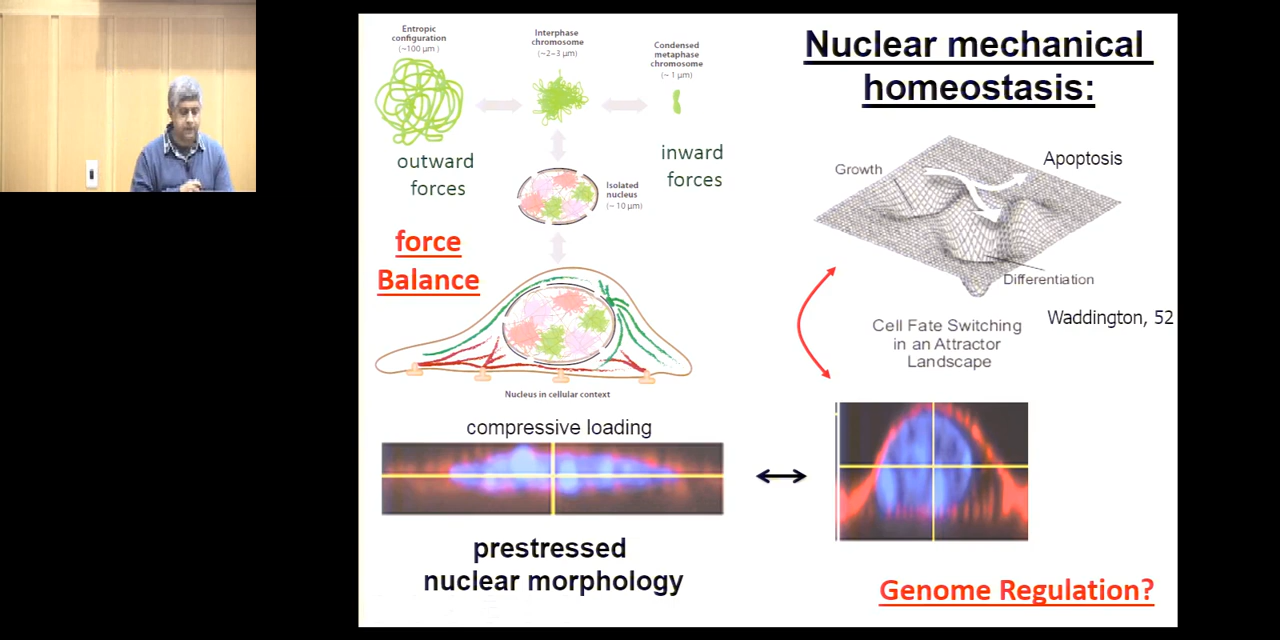 Entropic
configuration
(~100 µm)
Interphase
chromosome
(~2–3 µm)
Condensed
metaphase
chromosome
(~ 1 µm)
outward
forces
inward
forces
Isolated
nucleus
(~ 10 µm)
force
Balance
Nucleus in cellular context
compressive loading
prestressed
nuclear morphology
Nuclear mechanical
homeostasis:
Growth
Apoptosis
Differentiation
Waddington, 52
Cell Fate Switching
in an Attractor
Landscape
Genome Regulation?